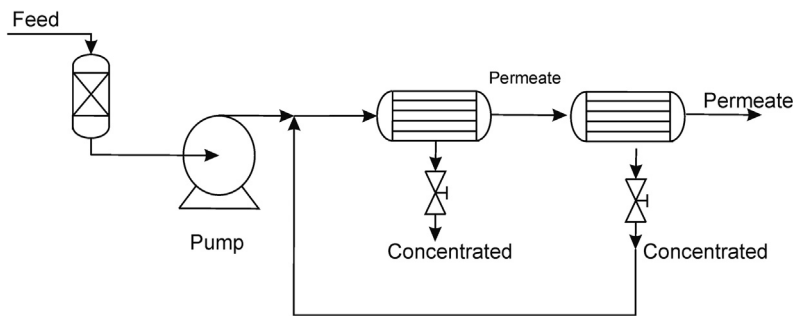 Feed
Pump
Permeate
Permeate
Concentrated
Concentrated